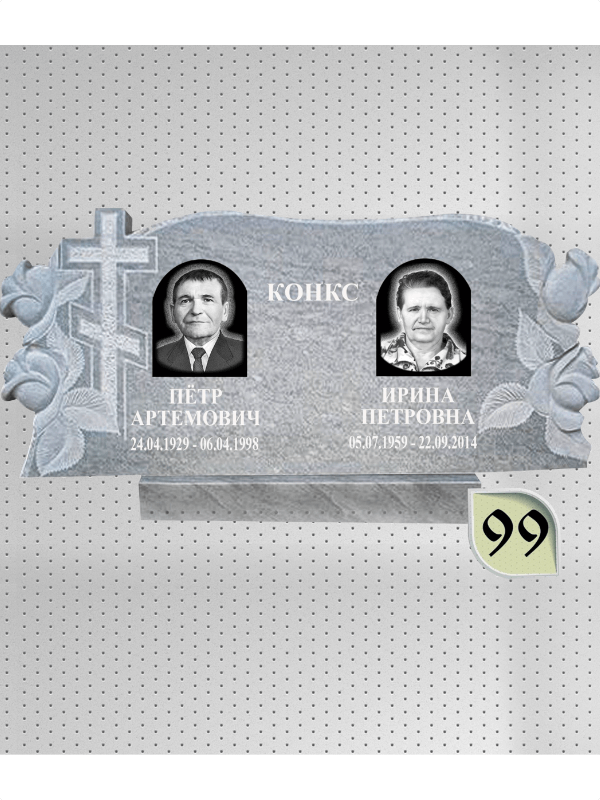 КОНКС
ПЁТР
АРТЕМОВИЧ
24.04.1929 - 06.04.1998
ИРИНА
ПЕТРОВНА
05.07.1959 - 22.09.2014
99